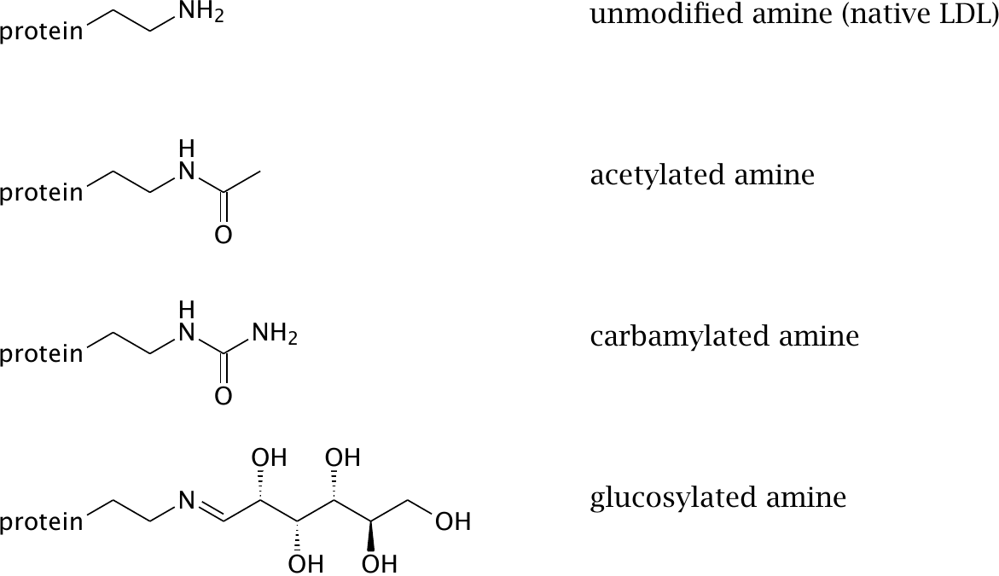 protein NH2 unmodified amine (native LDL)
H
protein N acetylated amine
O
H
protein N NH2 carbamylated amine
O
OH OH
protein N OH glucosylated amine
OH OH